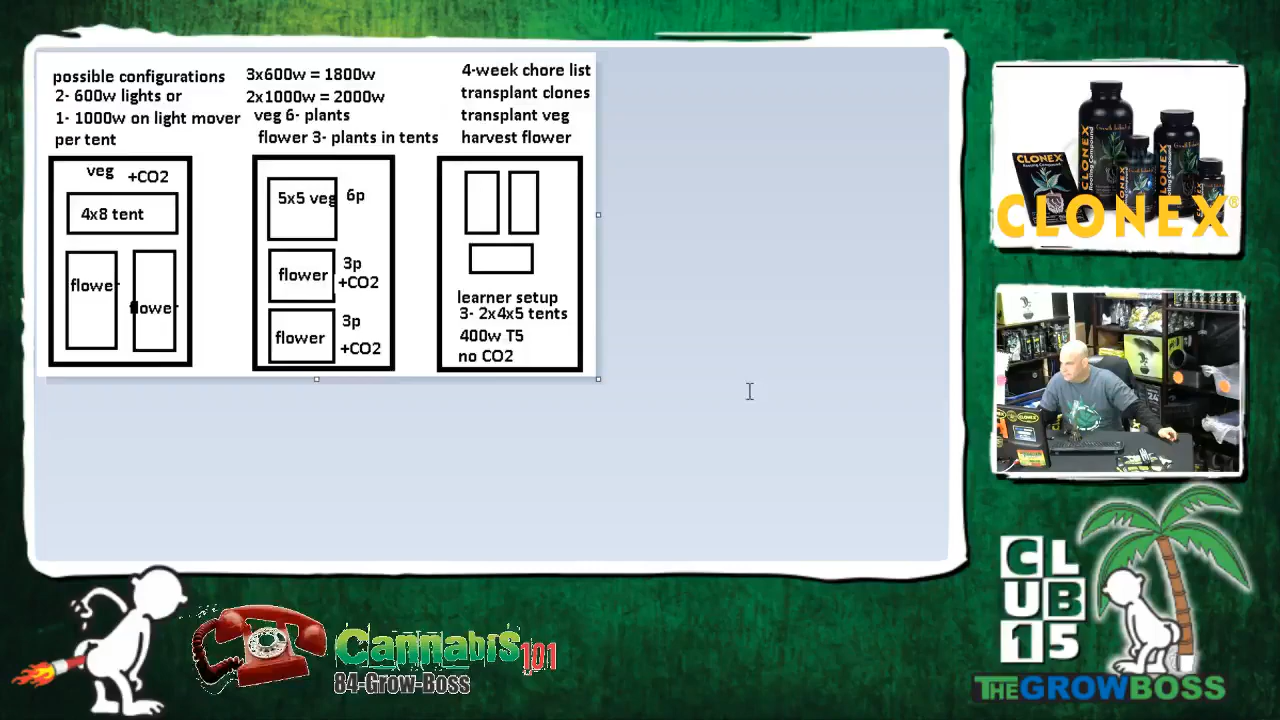 possible configurations
2- 600w lights or
1- 1000w on light mover
per tent
3x600w = 1800w
2x1000w = 2000w
veg 6- plants
flower 3- plants in tents
4-week chore list
transplant clones
transplant veg
harvest flower
veg +CO2
4x8 tent
flower
flower
5x5 veg 6p
flower
3p
+CO2
flower
3p
+CO2
learner setup
3- 2x4x5 tents
400w T5
no CO2
CLONEX
CLONEX
CLONEX
CLONEX®
CLUB
15
THEGROWBOSS
Cannabis 101
84-Grow-Boss